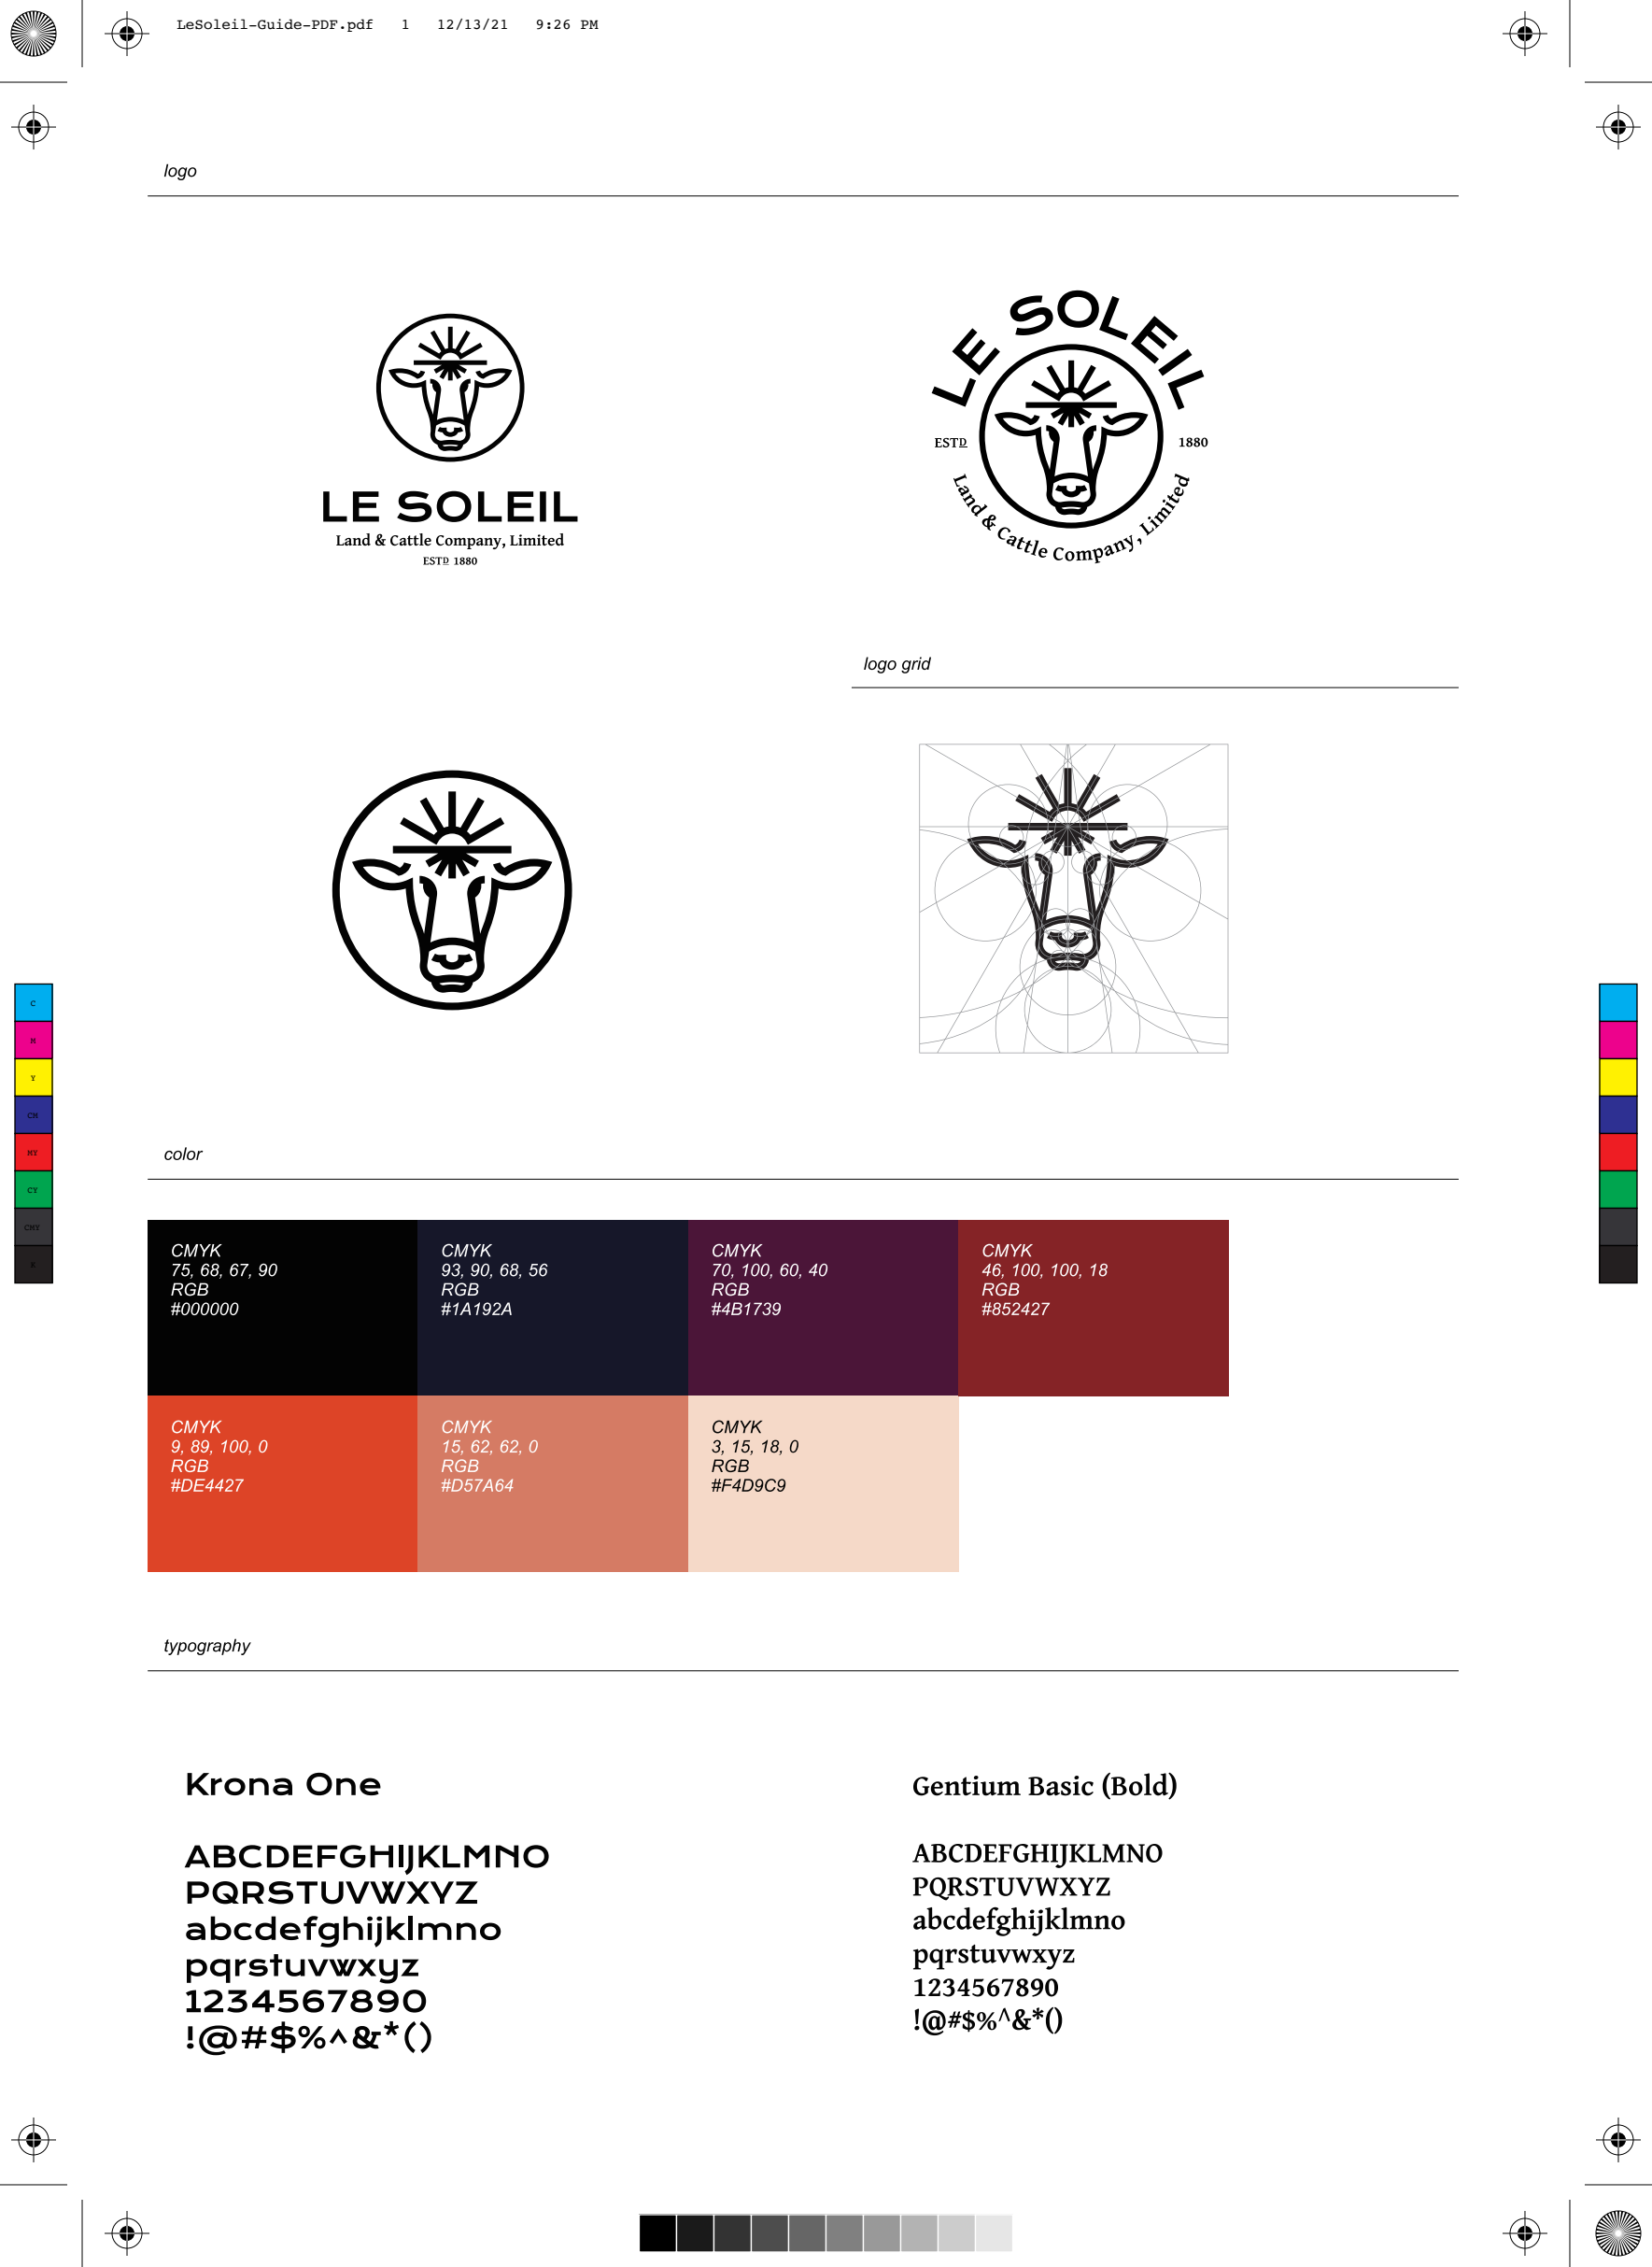 LeSoleil-Guide-PDF.pdf 1 12/13/21 9:26 PM
logo
LE SOLEIL
Land & Cattle Company, Limited
ESTD 1880
LE SOLEIL
ESTD 1880
Land & Cattle Company, Limited
logo grid
C
M
Y
CM
MY
CY
CMY
K
color
CMYK
75, 68, 67, 90
RGB
#000000
CMYK
93, 90, 68, 56
RGB
#1A192A
CMYK
70, 100, 60, 40
RGB
#4B1739
CMYK
46, 100, 100, 18
RGB
#852427
CMYK
9, 89, 100, 0
RGB
#DE4427
CMYK
15, 62, 62, 0
RGB
#D57A64
CMYK
3, 15, 18, 0
RGB
#F4D9C9
typography
Krona One
ABCDEFGHIJKLMNO
PQRSTUVWXYZ
abcdefghijklmno
pqrstuvwxyz
1234567890
!@#$%^&*()
Gentium Basic (Bold)
ABCDEFGHIJKLMNO
PQRSTUVWXYZ
abcdefghijklmno
pqrstuvwxyz
1234567890
!@#$%^&*()